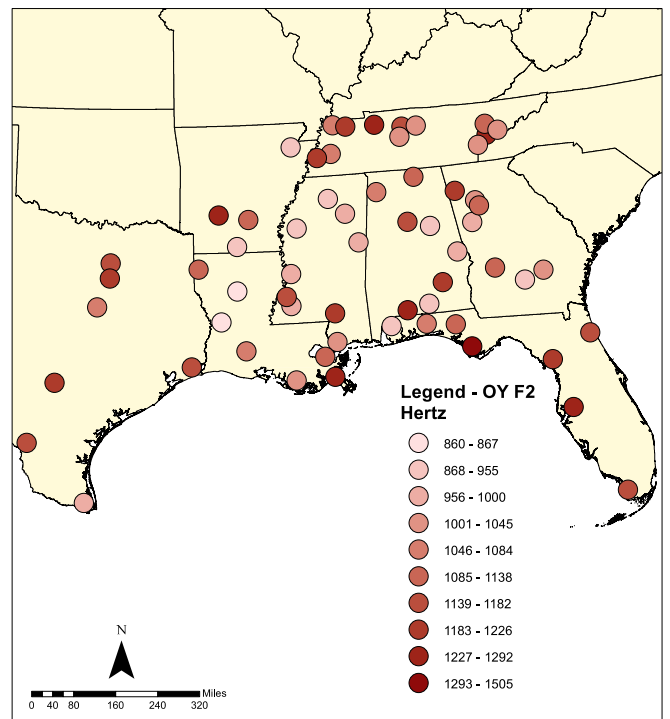 Legend - OY F2
Hertz
860 - 867
868 - 955
956 - 1000
1001 - 1045
1046 - 1084
1085 - 1138
1139 - 1182
1183 - 1226
1227 - 1292
1293 - 1505
N
Miles
0 40 80 160 240 320